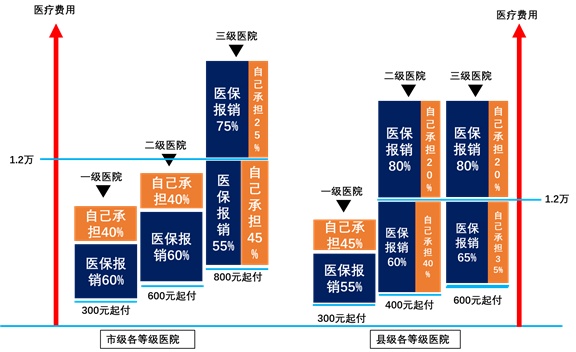 医疗费用
1.2万
一级医院
自己承
担40%
医保报
销60%
300元起付
二级医院
自己承
担40%
医保报
销60%
600元起付
三级医院
医保
报销
75%
自己承担25%
医保报销
55%
自己承担45%
800元起付
市级各等级医院
医疗费用
1.2万
一级医院
自己承
担45%
医保报
销55%
300元起付
二级医院
医保
报销
80%
自己承担20%
医保
报销
60%
自己承担40%
400元起付
三级医院
医保
报销
80%
自己承担20%
医保
报销
65%
自己承担35%
600元起付
县级各等级医院